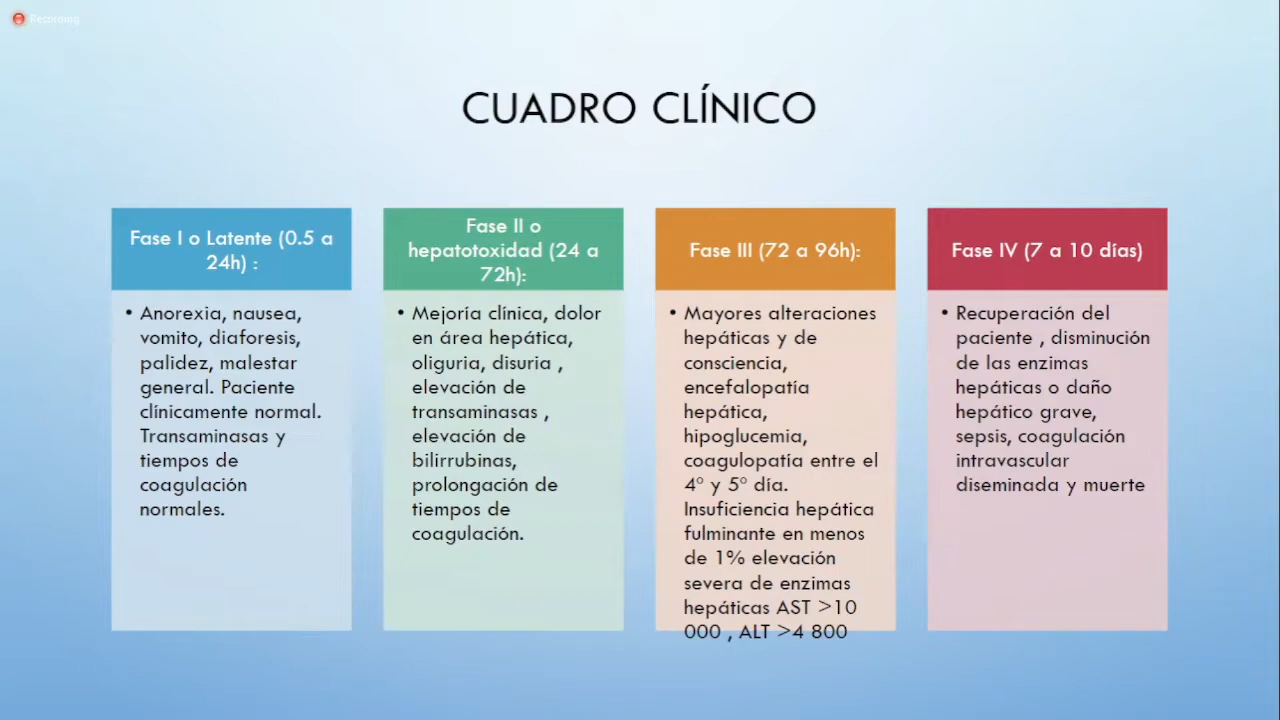 Recording
CUADRO CLÍNICO
Fase I o Latente (0.5 a
24h) :
• Anorexia, nausea,
vomito, diaforesis,
palidez, malestar
general. Paciente
clínicamente normal.
Transaminasas y
tiempos de
coagulación
normales.
Fase II o
hepatotoxidad (24 a
72h):
• Mejoría clínica, dolor
en área hepática,
oliguria, disuria ,
elevación de
transaminasas ,
elevación de
bilirrubinas,
prolongación de
tiempos de
coagulación.
Fase III (72 a 96h):
• Mayores alteraciones
hepáticas y de
consciencia,
encefalopatía
hepática,
hipoglucemia,
coagulopatía entre el
4° y 5° día.
Insuficiencia hepática
fulminante en menos
de 1% elevación
severa de enzimas
hepáticas AST >10
000 , ALT >4 800
Fase IV (7 a 10 días)
• Recuperación del
paciente , disminución
de las enzimas
hepáticas o daño
hepático grave,
sepsis, coagulación
intravascular
diseminada y muerte